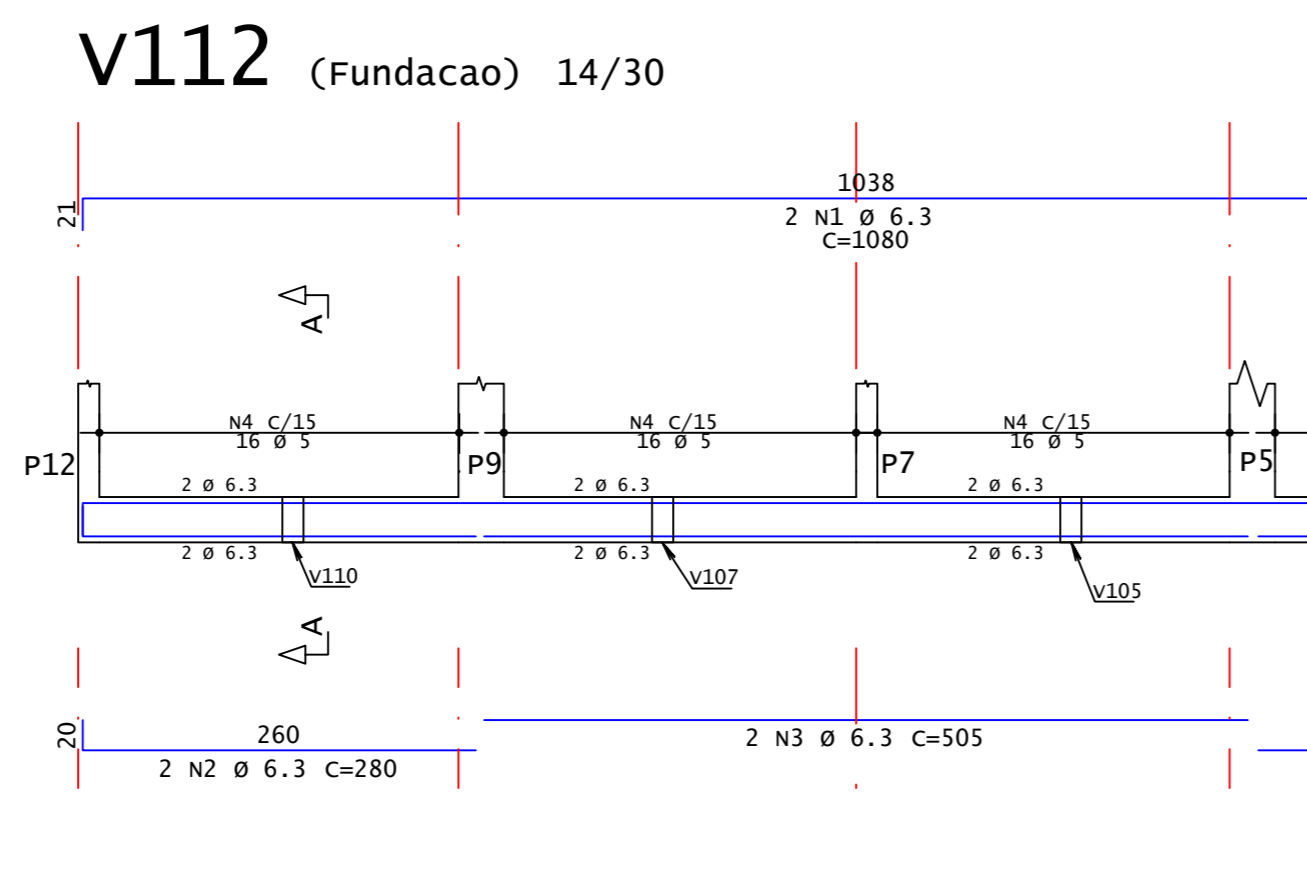 V112 (Fundacao) 14/30
1038
21
2 N1 Ø 6.3
C=1080
A
N4 C/15
16 Ø 5
N4 C/15
16 Ø 5
N4 C/15
16 Ø 5
P12
P9
P7
P5
2 Ø 6.3
2 Ø 6.3
2 Ø 6.3
2 Ø 6.3
2 Ø 6.3
2 Ø 6.3
V110
V107
V105
A
20
260
2 N3 Ø 6.3 C=505
2 N2 Ø 6.3 C=280